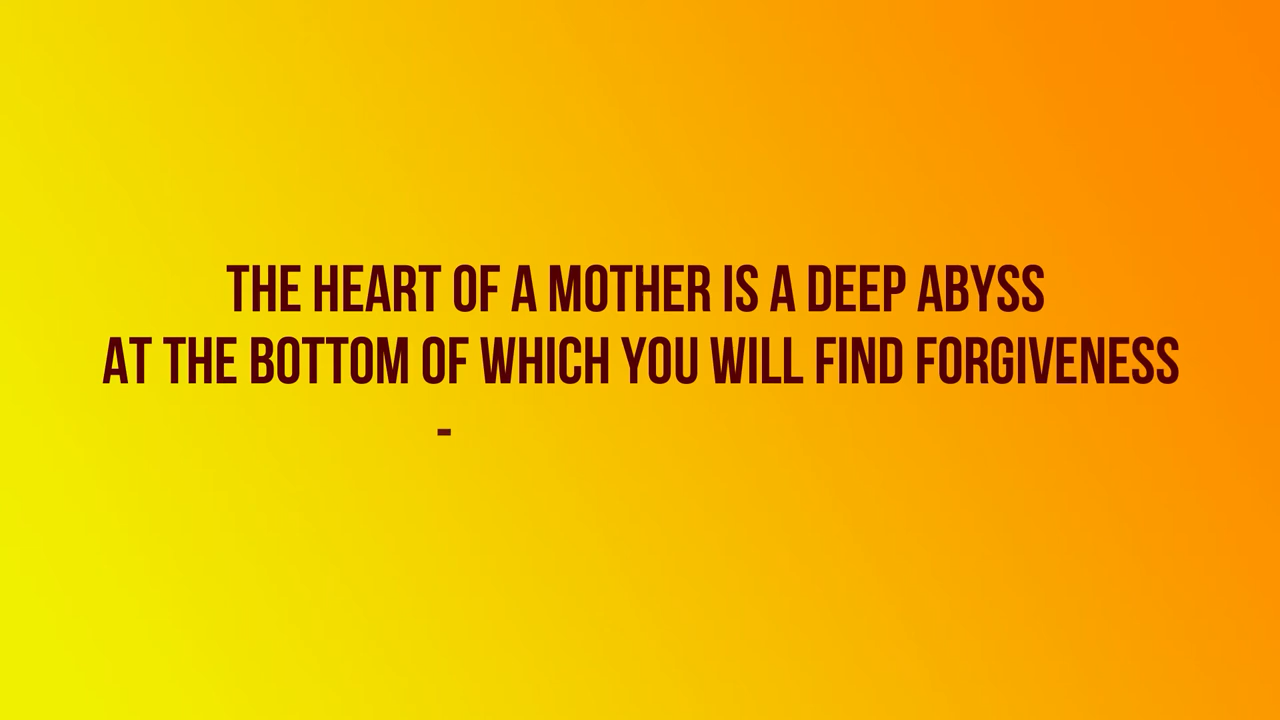 THE HEART OF A MOTHER IS A DEEP ABYSS
AT THE BOTTOM OF WHICH YOU WILL FIND FORGIVENESS
-